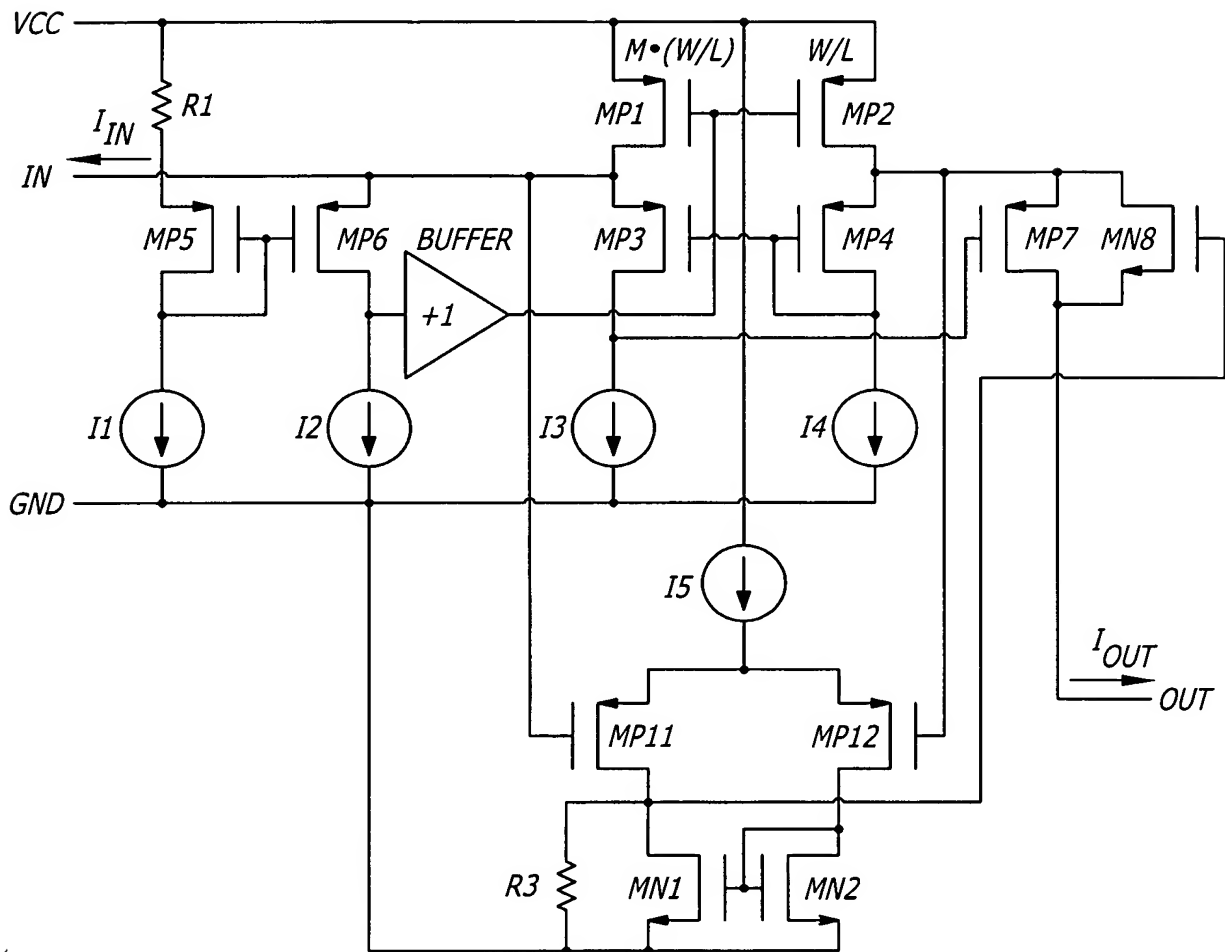 VCC
M•(W/L)
W/L
R1
MP1
MP2
I_IN
IN
MP5
MP6
BUFFER
MP3
MP4
MP7
MN8
+1
I1
I2
I3
I4
GND
I5
I_OUT
OUT
MP11
MP12
R3
MN1
MN2